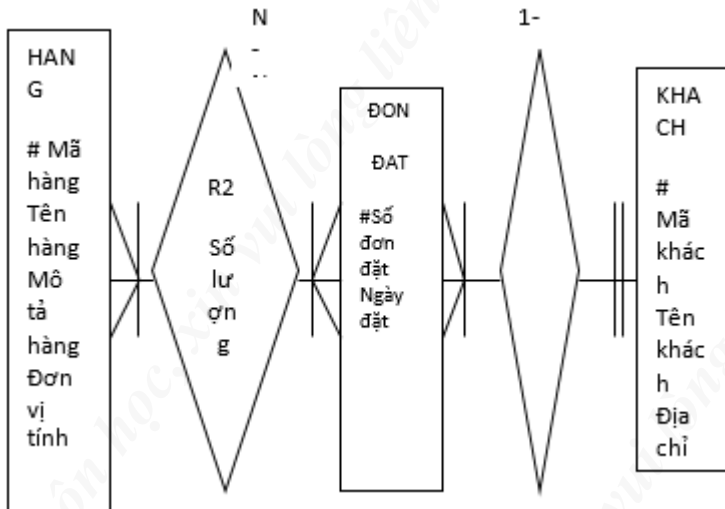 N
-
1-
HAN
G
# Mã
hàng
Tên
hàng
Mô
tả
hàng
Đơn
vị
tính
R2
Số
lư
ợn
g
ĐON
ĐAT
#Số
đơn
đặt
Ngày
đặt
KHA
CH
#
Mã
khác
h
Tên
khác
h
Địa
chỉ